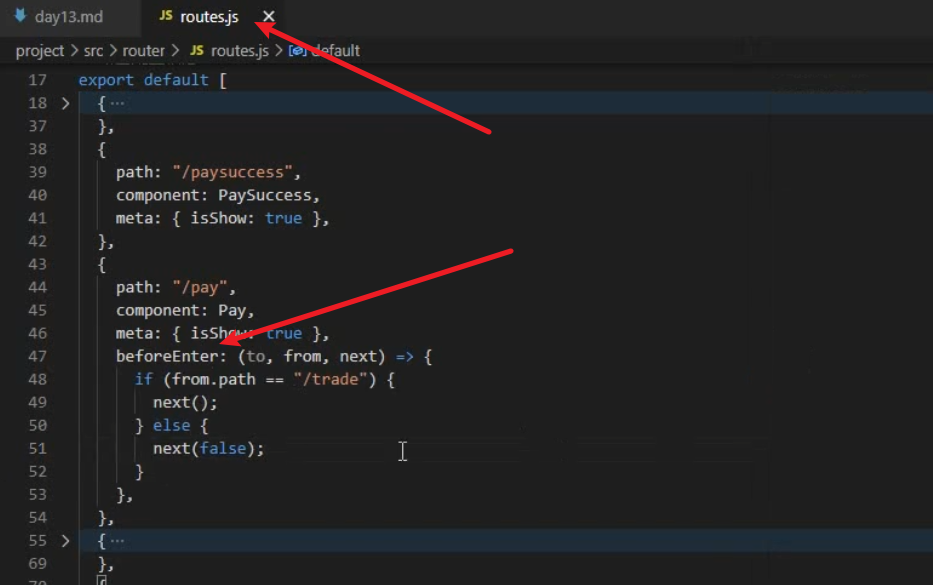 day13.md JS routes.js ×
project > src > router > JS routes.js > default
17 export default [
18 > { ···
37 },
38 {
39 path: "/paysuccess",
40 component: PaySuccess,
41 meta: { isShow: true },
42 },
43 {
44 path: "/pay",
45 component: Pay,
46 meta: { isShow: true },
47 beforeEnter: (to, from, next) => {
48 if (from.path == "/trade") {
49 next();
50 } else {
51 next(false);
52 }
53 },
54 },
55 > { ···
69 },
70 {